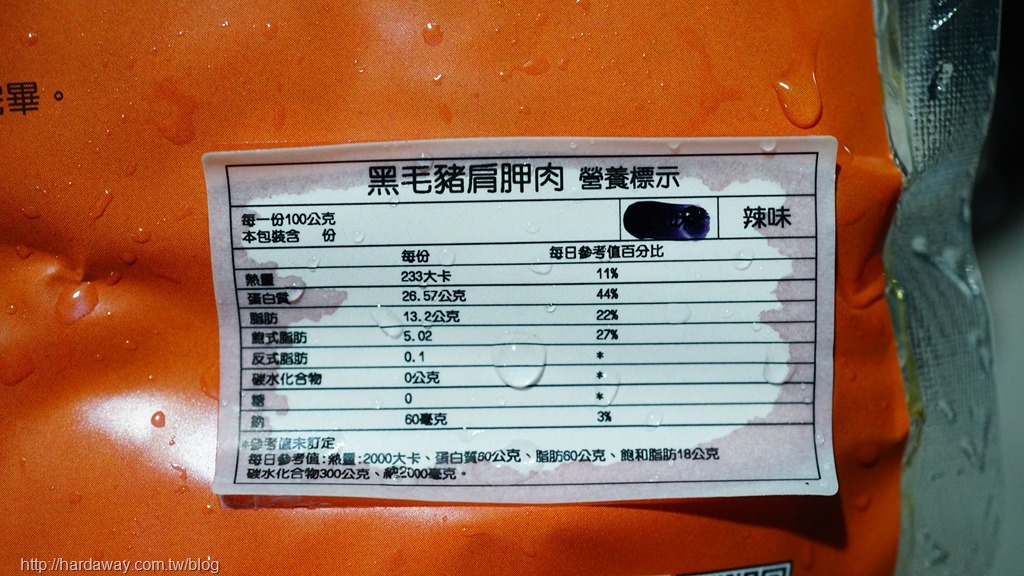 畢。
黑毛豬肩胛肉 營養標示
每一份100公克
本包裝含 份
辣味
每份 每日參考值百分比
熱量 233大卡 11%
蛋白質 26.57公克 44%
脂肪 13.2公克 22%
飽式脂肪 5.02 27%
反式脂肪 0.1 *
碳水化合物 0公克 *
糖 0 *
鈉 60毫克 3%
*參考值未訂定
每日參考值:熱量:2000大卡、蛋白質60公克、脂肪60公克、飽和脂肪18公克
碳水化合物300公克、鈉2000毫克。
http://hardaway.com.tw/blog